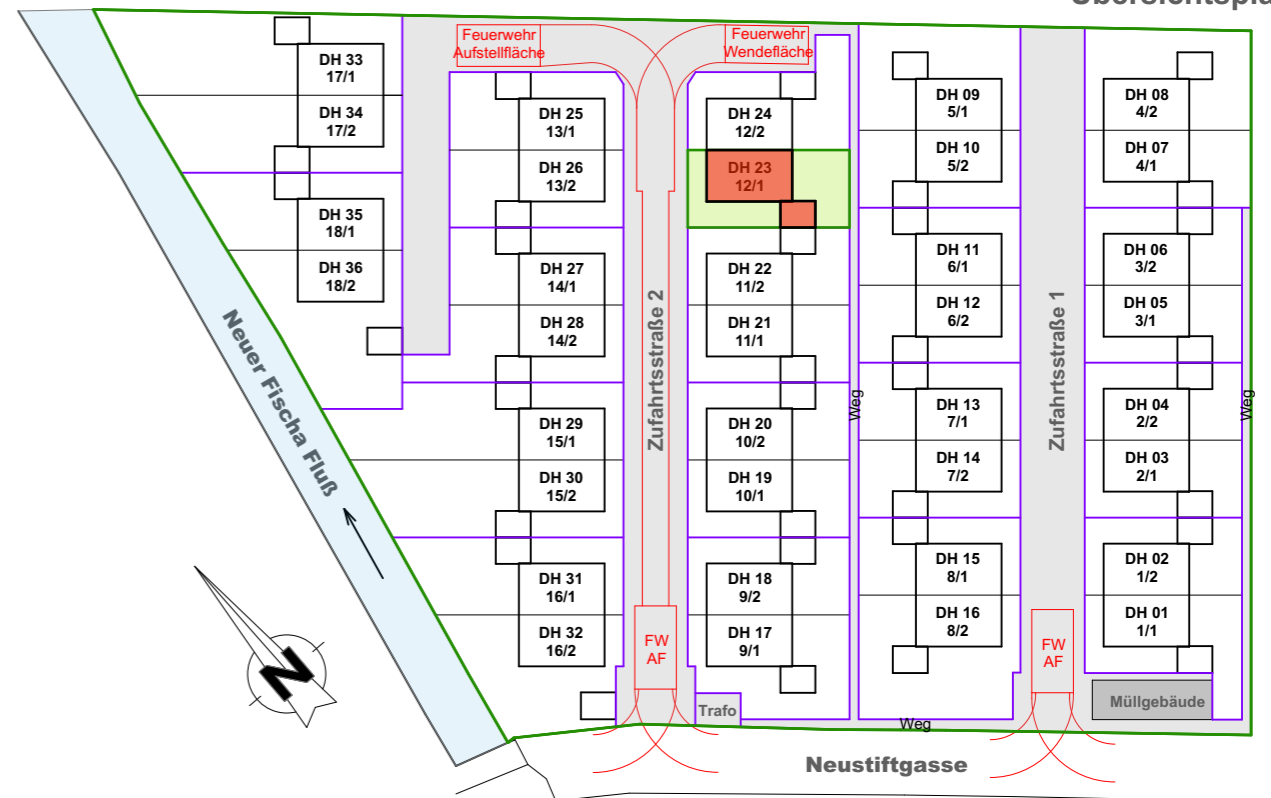 Übersichtspla
Feuerwehr
Aufstellfläche
Feuerwehr
Wendefläche
DH 33
17/1
DH 34
17/2
DH 35
18/1
DH 36
18/2
DH 25
13/1
DH 26
13/2
DH 27
14/1
DH 28
14/2
DH 29
15/1
DH 30
15/2
DH 31
16/1
DH 32
16/2
Zufahrtsstraße 2
DH 24
12/2
DH 23
12/1
DH 22
11/2
DH 21
11/1
DH 20
10/2
DH 19
10/1
DH 18
9/2
DH 17
9/1
Weg
DH 09
5/1
DH 10
5/2
DH 11
6/1
DH 12
6/2
DH 13
7/1
DH 14
7/2
DH 15
8/1
DH 16
8/2
Zufahrtsstraße 1
DH 08
4/2
DH 07
4/1
DH 06
3/2
DH 05
3/1
DH 04
2/2
DH 03
2/1
DH 02
1/2
DH 01
1/1
Weg
Neuer Fischa Fluß
N
FW
AF
FW
AF
Trafo
Müllgebäude
Weg
Neustiftgasse